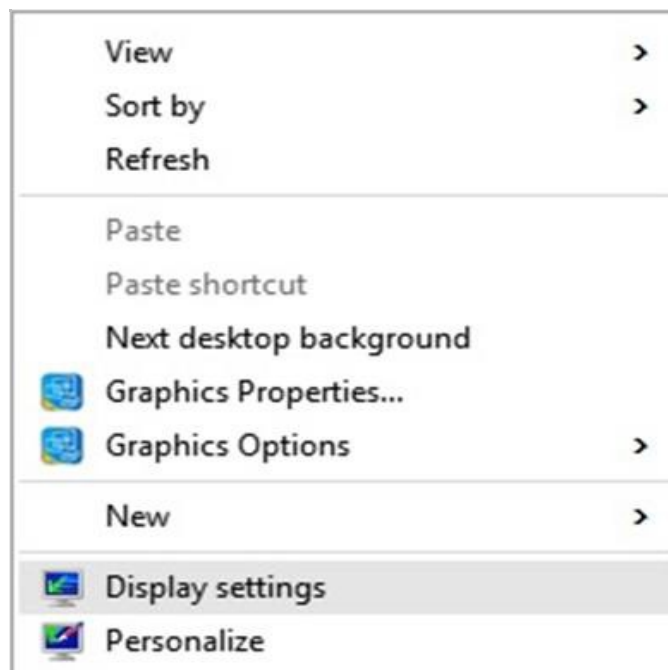 View
Sort by
Refresh
Paste
Paste shortcut
Next desktop background
Graphics Properties...
Graphics Options
New
Display settings
Personalize